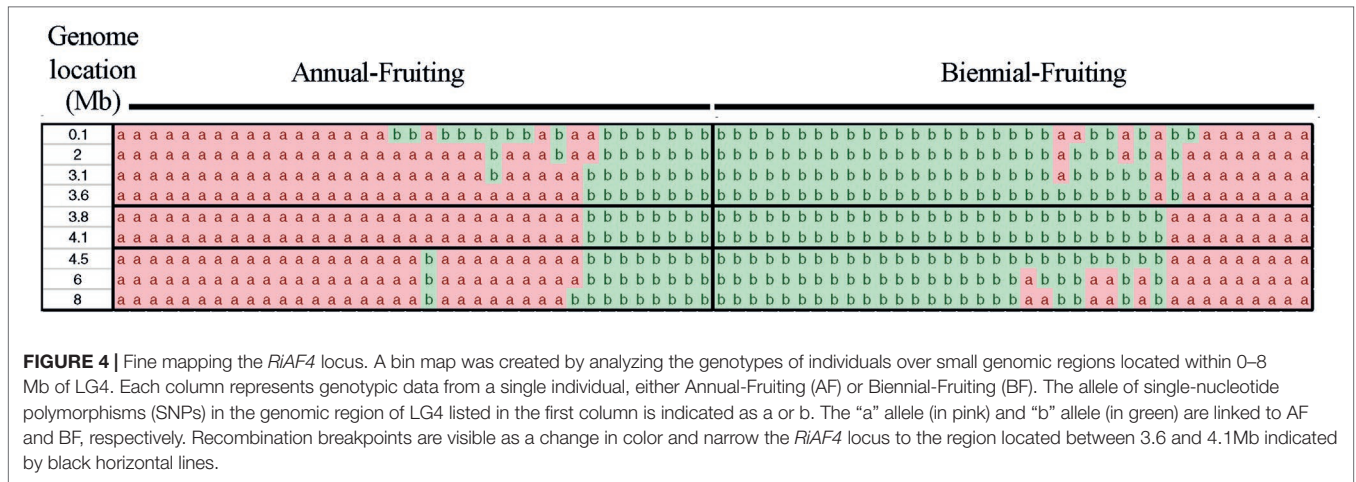 Genome
location
(Mb)
Annual-Fruiting
Biennial-Fruiting
0.1 a a a a a a a a a a a a a a a a a b b a b b b b b b a b a a b b b b b b b b b b b b b b b b b b b b b b b b b b b b a a b b a b a b b a a a a a a a
2 a a a a a a a a a a a a a a a a a a a a a a a b a a a b a a b b b b b b b b b b b b b b b b b b b b b b b b b b b b a b b b a b a b a a a a a a a a
3.1 a a a a a a a a a a a a a a a a a a a a a a a b a a a a a b b b b b b b b b b b b b b b b b b b b b b b b b b b b b a b b b b b a b a a a a a a a a
3.6 a a a a a a a a a a a a a a a a a a a a a a a a a a a a a b b b b b b b b b b b b b b b b b b b b b b b b b b b b b b b b b b b a b a a a a a a a a
3.8 a a a a a a a a a a a a a a a a a a a a a a a a a a a a a b b b b b b b b b b b b b b b b b b b b b b b b b b b b b b b b b b b b a a a a a a a a a
4.1 a a a a a a a a a a a a a a a a a a a a a a a a a a a a a b b b b b b b b b b b b b b b b b b b b b b b b b b b b b b b b b b b b a a a a a a a a a
4.5 a a a a a a a a a a a a a a a a a a a b a a a a a a a a a b b b b b b b b b b b b b b b b b b b b b b b b b b b b b b b b b b b b a a a a a a a a a
6 a a a a a a a a a a a a a a a a a a a b a a a a a a a a a b b b b b b b b b b b b b b b b b b b b b b b b b b b a b b b a a b a b a a a a a a a a a
8 a a a a a a a a a a a a a a a a a a a b a a a a a a a a b b b b b b b b b b b b b b b b b b b b b b b b b b b b a a b b a a b a b a a a a a a a a a
FIGURE 4 | Fine mapping the RiAF4 locus. A bin map was created by analyzing the genotypes of individuals over small genomic regions located within 0–8
Mb of LG4. Each column represents genotypic data from a single individual, either Annual-Fruiting (AF) or Biennial-Fruiting (BF). The allele of single-nucleotide
polymorphisms (SNPs) in the genomic region of LG4 listed in the first column is indicated as a or b. The “a” allele (in pink) and “b” allele (in green) are linked to AF
and BF, respectively. Recombination breakpoints are visible as a change in color and narrow the RiAF4 locus to the region located between 3.6 and 4.1Mb indicated
by black horizontal lines.